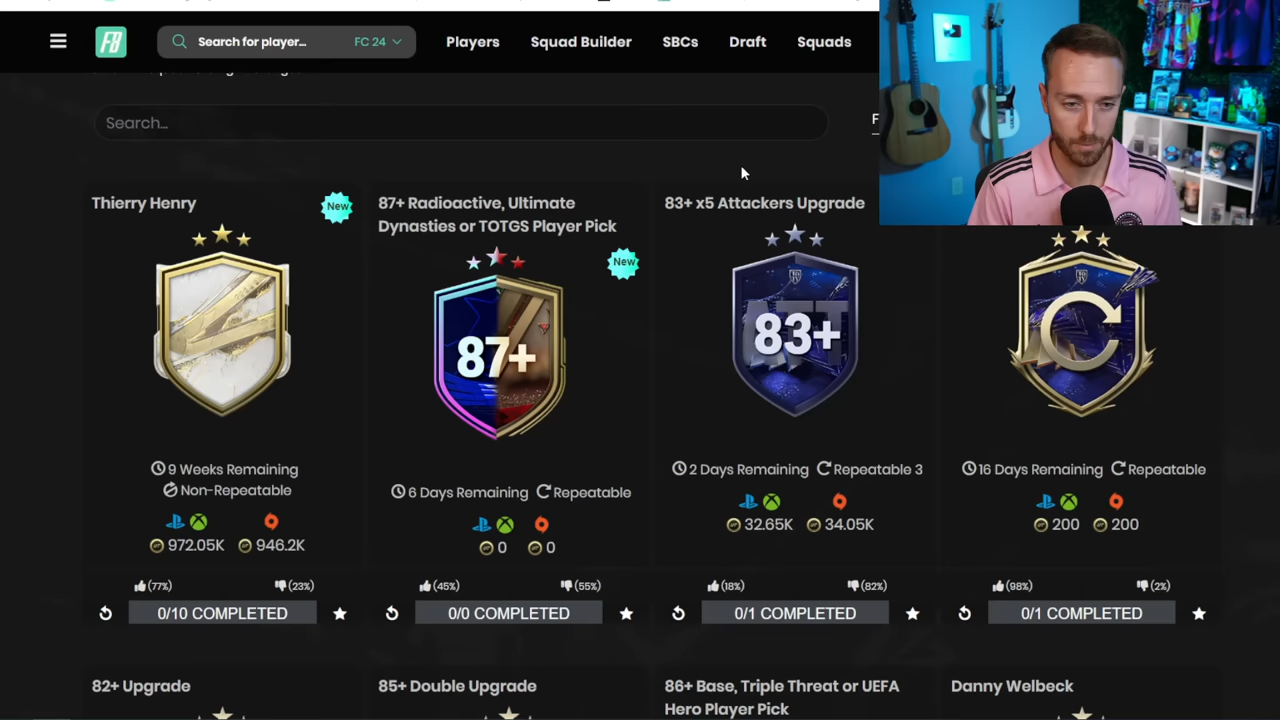 FB
Search for player...
FC 24
Players
Squad Builder
SBCs
Draft
Squads
Search...
F
Thierry Henry
New
9 Weeks Remaining
Non-Repeatable
972.05K
946.2K
(77%)
(23%)
0/10 COMPLETED
87+ Radioactive, Ultimate
Dynasties or TOTGS Player Pick
New
87+
6 Days Remaining
Repeatable
0
0
(45%)
(55%)
0/0 COMPLETED
83+ x5 Attackers Upgrade
83+
2 Days Remaining
Repeatable 3
32.65K
34.05K
(18%)
(82%)
0/1 COMPLETED
16 Days Remaining
Repeatable
200
200
(98%)
(2%)
0/1 COMPLETED
82+ Upgrade
85+ Double Upgrade
86+ Base, Triple Threat or UEFA
Hero Player Pick
Danny Welbeck